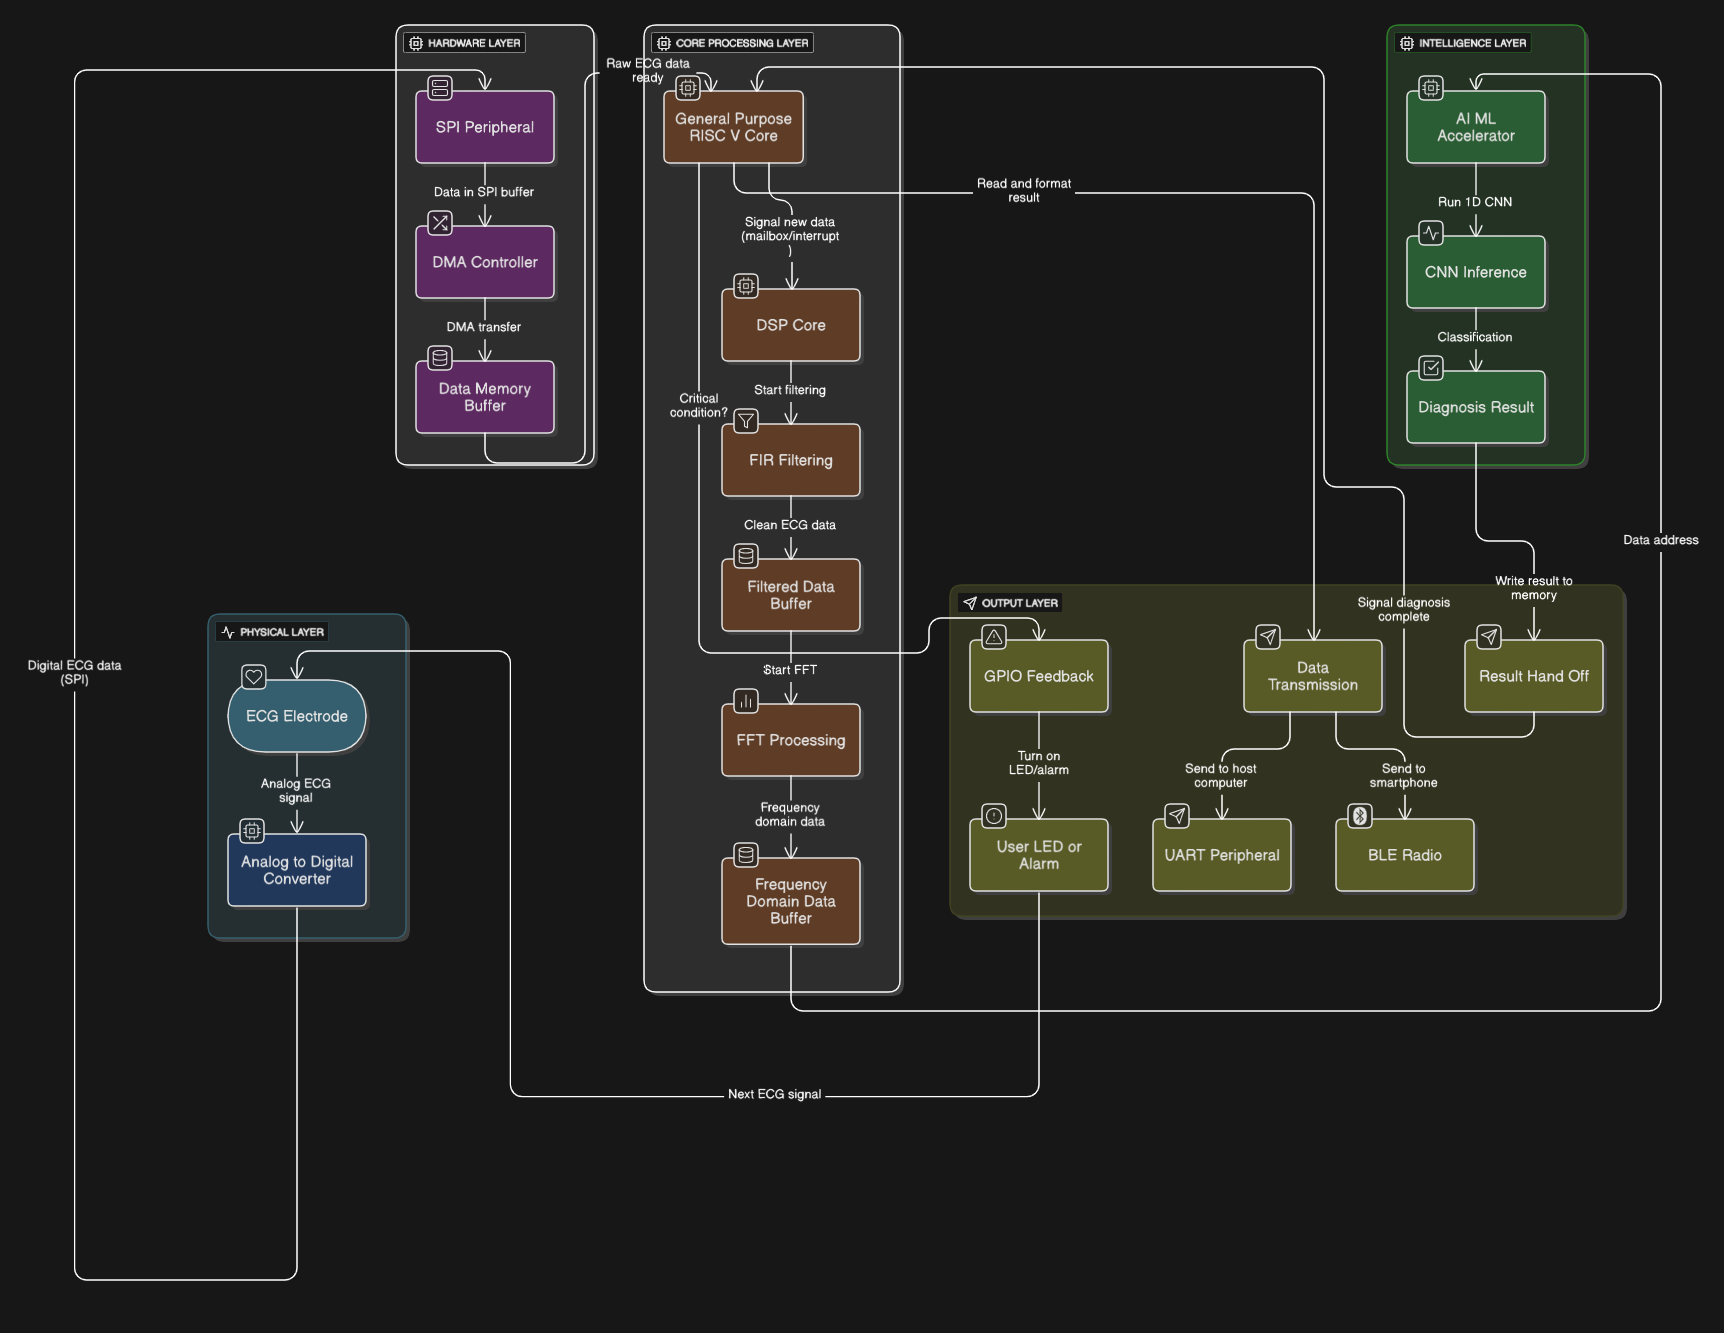 HARDWARE LAYER
SPI Peripheral
Data in SPI buffer
DMA Controller
DMA transfer
Data Memory
Buffer
Raw ECG data
ready
CORE PROCESSING LAYER
General Purpose
RISC V Core
Signal new data
(mailbox/interrupt
)
DSP Core
Start filtering
Critical
condition?
FIR Filtering
Clean ECG data
Filtered Data
Buffer
Start FFT
FFT Processing
Frequency
domain data
Frequency
Domain Data
Buffer
Read and format
result
INTELLIGENCE LAYER
AI ML
Accelerator
Run 1D CNN
CNN Inference
Classification
Diagnosis Result
Data address
Write result to
memory
Signal diagnosis
complete
OUTPUT LAYER
GPIO Feedback
Data
Transmission
Result Hand Off
Turn on
LED/alarm
Send to host
computer
Send to
smartphone
User LED or
Alarm
UART Peripheral
BLE Radio
PHYSICAL LAYER
ECG Electrode
Analog ECG
signal
Analog to Digital
Converter
Digital ECG data
(SPI)
Next ECG signal